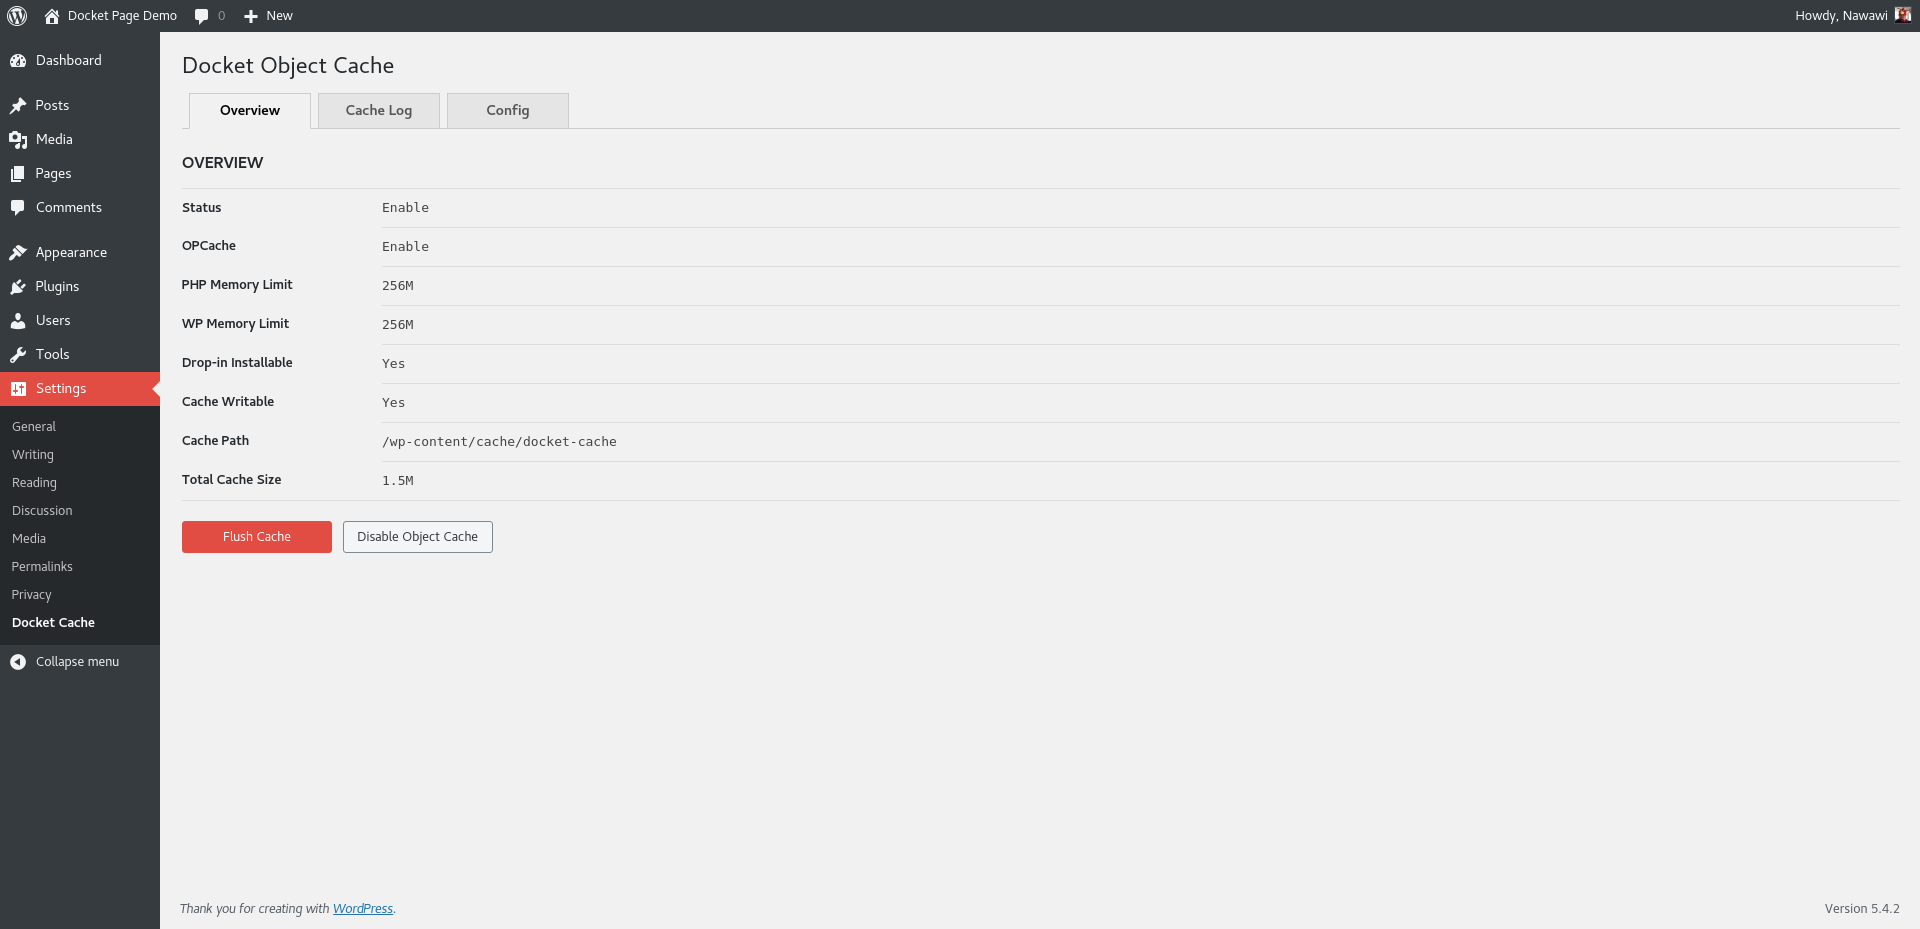 Docket Page Demo 0 New Howdy, Nawawi
Dashboard
Posts
Media
Pages
Comments
Appearance
Plugins
Users
Tools
Settings
General
Writing
Reading
Discussion
Media
Permalinks
Privacy
Docket Cache
Collapse menu
Docket Object Cache
Overview Cache Log Config
OVERVIEW
Status Enable
OPCache Enable
PHP Memory Limit 256M
WP Memory Limit 256M
Drop-in Installable Yes
Cache Writable Yes
Cache Path /wp-content/cache/docket-cache
Total Cache Size 1.5M
Flush Cache Disable Object Cache
Thank you for creating with WordPress. Version 5.4.2